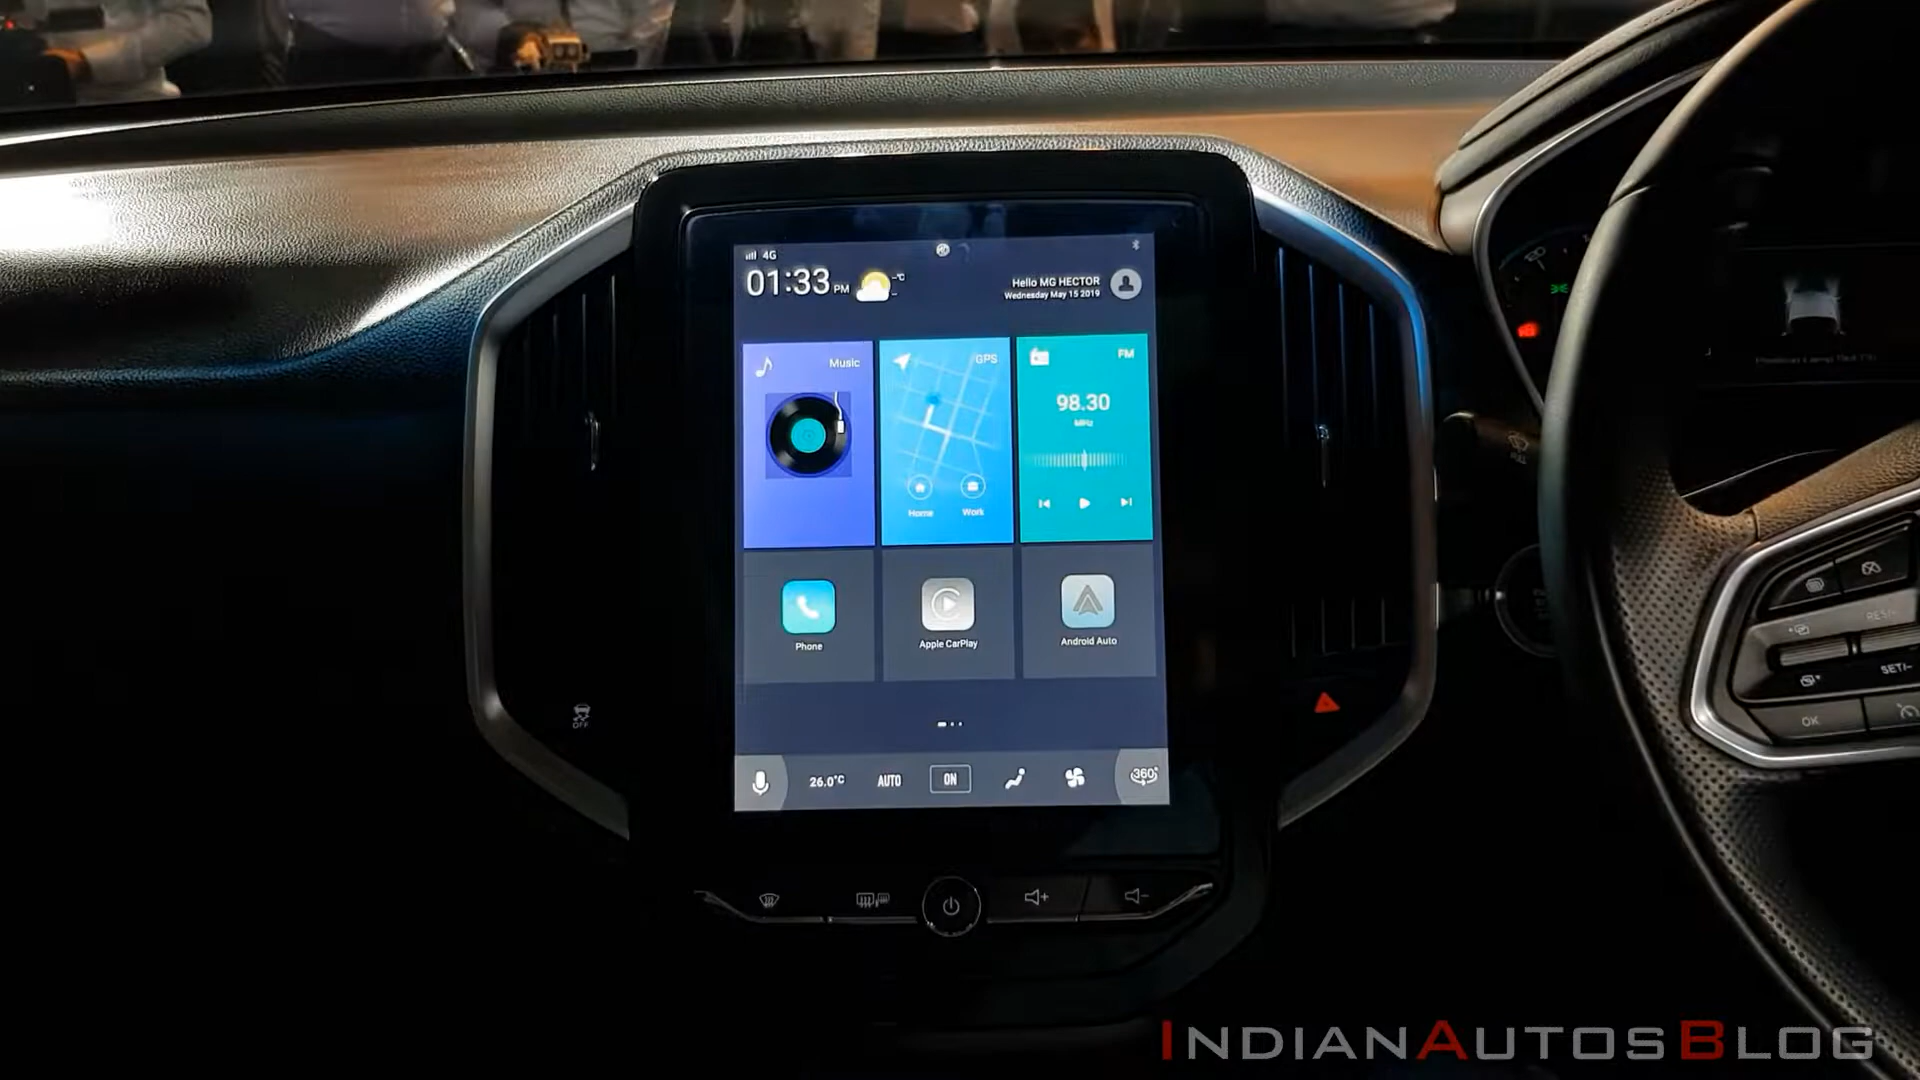 4G
01:33 PM
--°C
--
Hello MG HECTOR
Wednesday May 15 2019
Music
GPS
FM
98.30
MHz
Home
Work
Phone
Apple CarPlay
Android Auto
26.0°C
AUTO
ON
360°
OFF
SET/-
OK
INDIANAUTOSBLOG